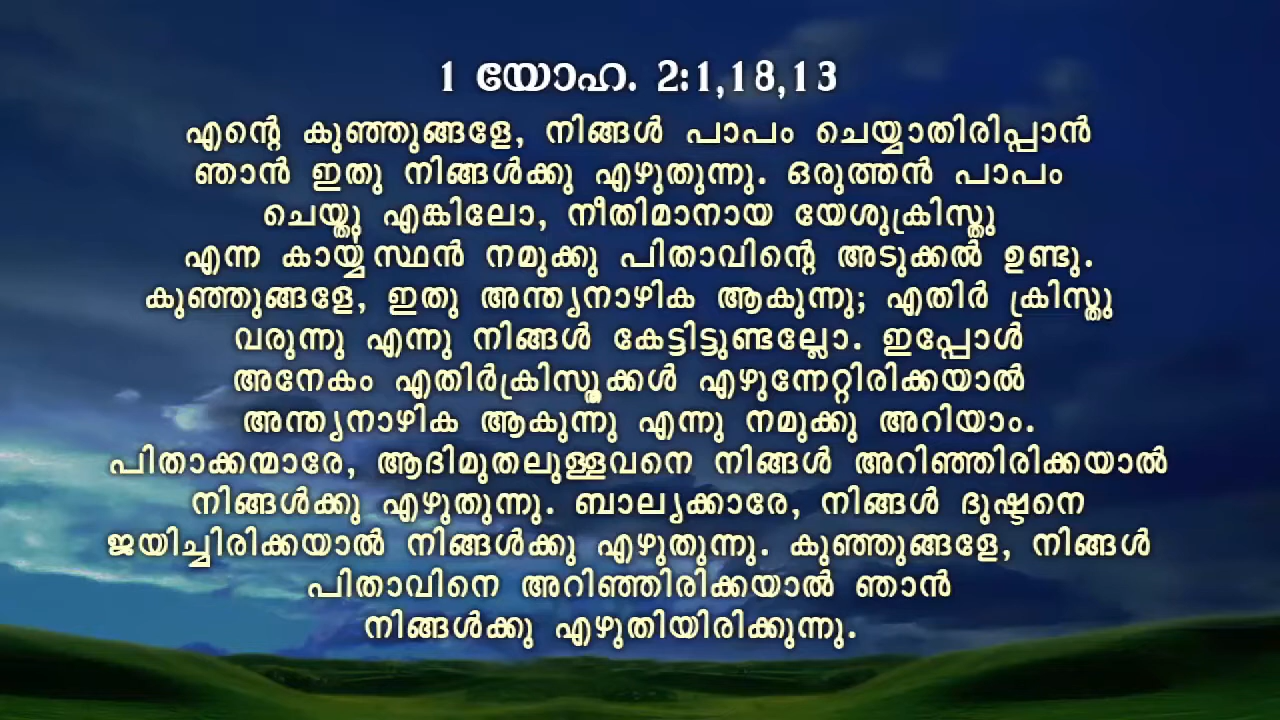 1 യോഹ. 2:1,18,13
എന്റെ കുഞ്ഞുങ്ങളേ, നിങ്ങൾ പാപം ചെയ്യാതിരിപ്പാൻ
ഞാൻ ഇതു നിങ്ങൾക്കു എഴുതുന്നു. ഒരുത്തൻ പാപം
ചെയ്തു എങ്കിലോ, നീതിമാനായ യേശുക്രിസ്തു
എന്ന കാൎയ്യസ്ഥൻ നമുക്കു പിതാവിന്റെ അടുക്കൽ ഉണ്ടു.
കുഞ്ഞുങ്ങളേ, ഇതു അന്ത്യനാഴിക ആകുന്നു; എതിർ ക്രിസ്തു
വരുന്നു എന്നു നിങ്ങൾ കേട്ടിട്ടുണ്ടല്ലോ. ഇപ്പോൾ
അനേകം എതിർക്രിസ്തുക്കൾ എഴുന്നേറ്റിരിക്കയാൽ
അന്ത്യനാഴിക ആകുന്നു എന്നു നമുക്കു അറിയാം.
പിതാക്കന്മാരേ, ആദിമുതലുള്ളവനെ നിങ്ങൾ അറിഞ്ഞിരിക്കയാൽ
നിങ്ങൾക്കു എഴുതുന്നു. ബാല്യക്കാരേ, നിങ്ങൾ ദുഷ്ടനെ
ജയിച്ചിരിക്കയാൽ നിങ്ങൾക്കു എഴുതുന്നു. കുഞ്ഞുങ്ങളേ, നിങ്ങൾ
പിതാവിനെ അറിഞ്ഞിരിക്കയാൽ ഞാൻ
നിങ്ങൾക്കു എഴുതിയിരിക്കുന്നു.